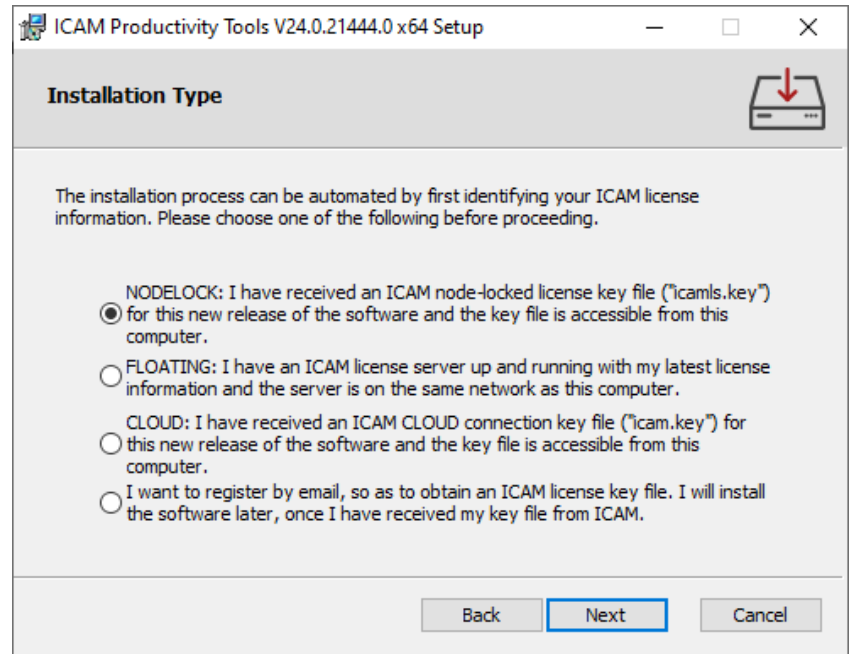 ICAM Productivity Tools V24.0.21444.0 x64 Setup
Installation Type
The installation process can be automated by first identifying your ICAM license
information. Please choose one of the following before proceeding.
NODELOCK: I have received an ICAM node-locked license key file ("icamls.key")
for this new release of the software and the key file is accessible from this
computer.
FLOATING: I have an ICAM license server up and running with my latest license
information and the server is on the same network as this computer.
CLOUD: I have received an ICAM CLOUD connection key file ("icam.key") for
this new release of the software and the key file is accessible from this
computer.
I want to register by email, so as to obtain an ICAM license key file. I will install
the software later, once I have received my key file from ICAM.
Back Next Cancel